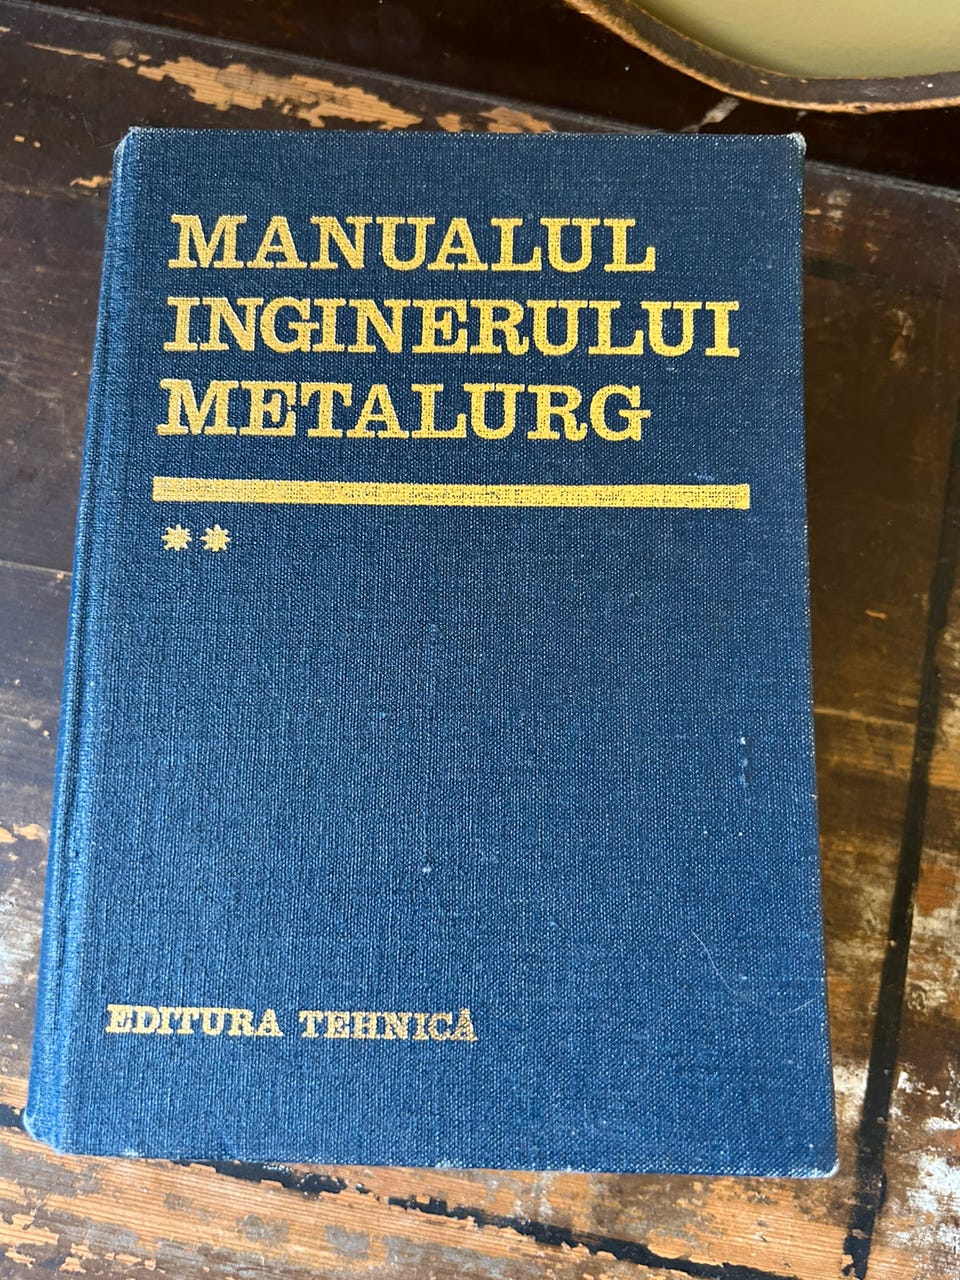 MANUALUL
INGINERULUI
METALURG
**
EDITURA TEHNICĂ